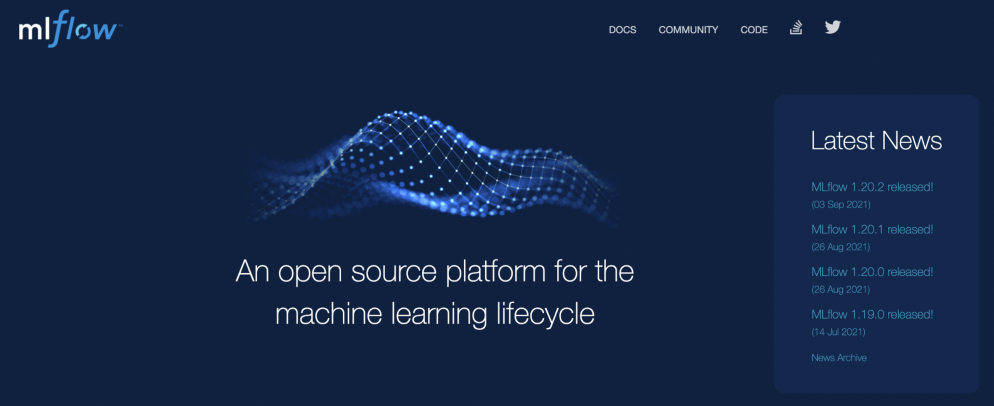 mlflow™
DOCS COMMUNITY CODE
An open source platform for the
machine learning lifecycle
Latest News
MLflow 1.20.2 released!
(03 Sep 2021)
MLflow 1.20.1 released!
(26 Aug 2021)
MLflow 1.20.0 released!
(26 Aug 2021)
MLflow 1.19.0 released!
(14 Jul 2021)
News Archive